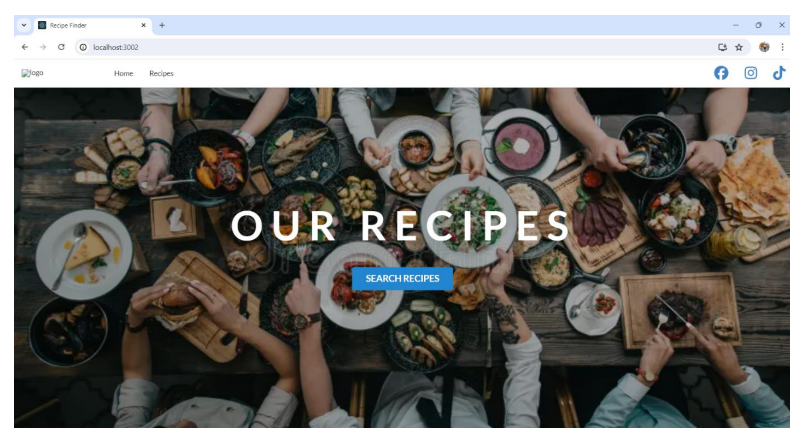 Recipe Finder
localhost:3002
logo
Home Recipes
OUR RECIPES
SEARCH RECIPES